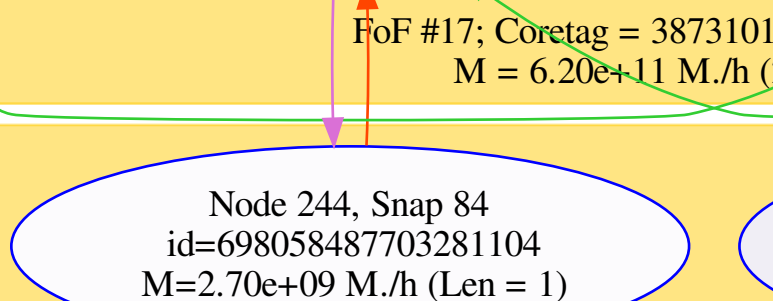 FoF #17; Coretag = 3873101
M = 6.20e+11 M./h (
Node 244, Snap 84
id=698058487703281104
M=2.70e+09 M./h (Len = 1)